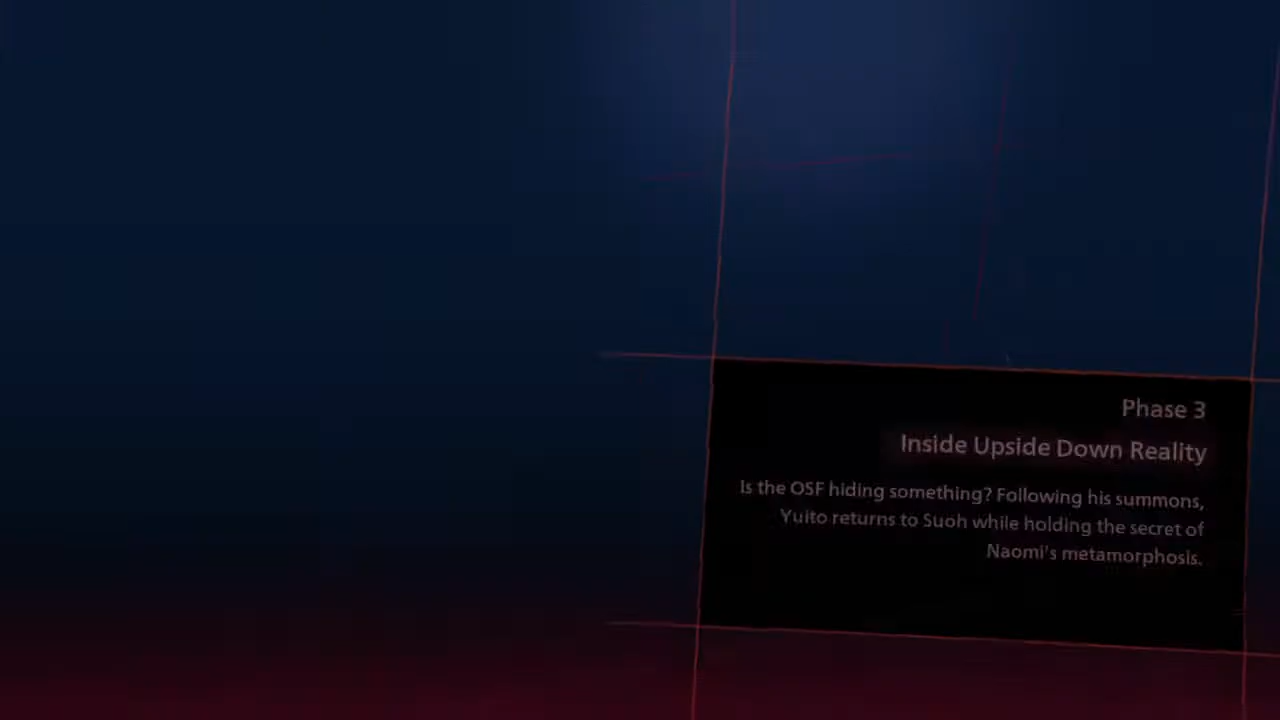 Phase 3
Inside Upside Down Reality
Is the OSF hiding something? Following his summons,
Yuito returns to Suoh while holding the secret of
Naomi's metamorphosis.